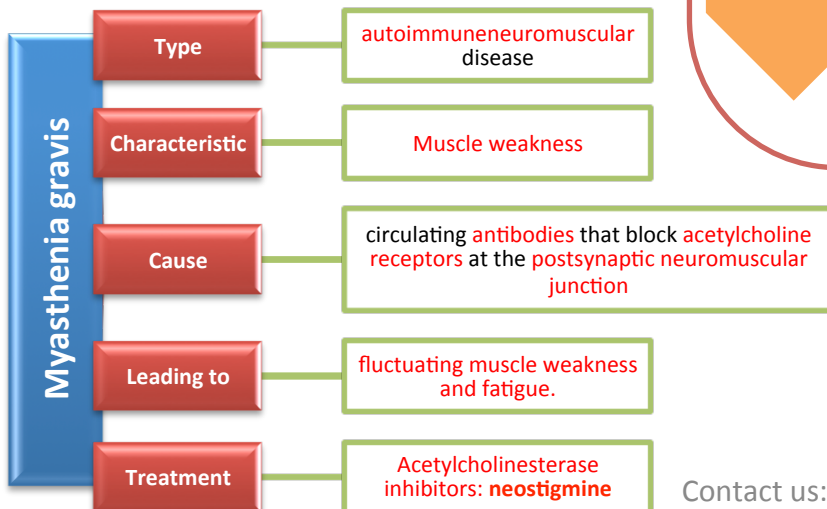 Myasthenia gravis
Type
autoimmuneneuromuscular
disease
Characteristic
Muscle weakness
Cause
circulating antibodies that block acetylcholine
receptors at the postsynaptic neuromuscular
junction
Leading to
fluctuating muscle weakness
and fatigue.
Treatment
Acetylcholinesterase
inhibitors: neostigmine
Contact us: